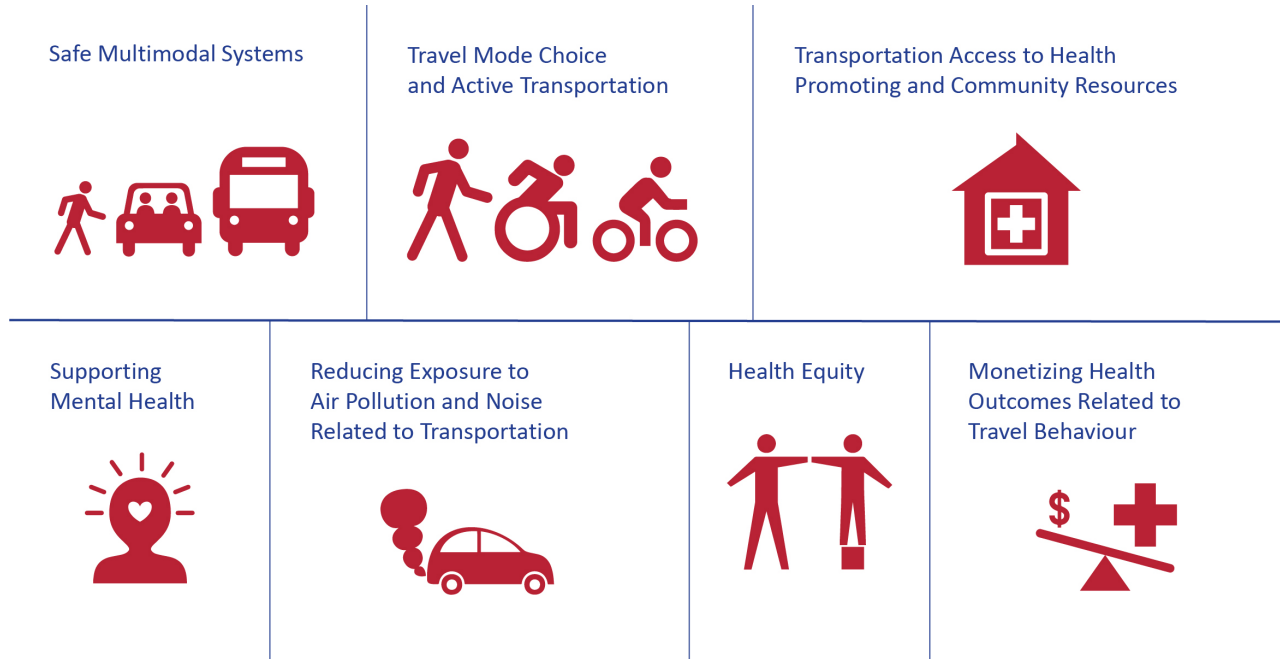 Safe Multimodal Systems
Travel Mode Choice
and Active Transportation
Transportation Access to Health
Promoting and Community Resources
Supporting
Mental Health
Reducing Exposure to
Air Pollution and Noise
Related to Transportation
Health Equity
Monetizing Health
Outcomes Related to
Travel Behaviour
$